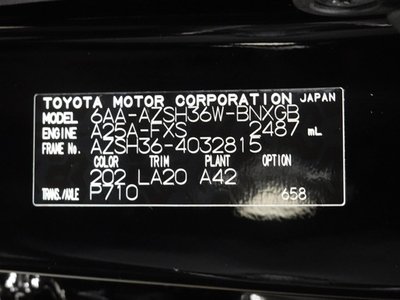 TOYOTA MOTOR CORPORATION JAPAN
MODEL 6AA-AZSH36W-BNXGB
ENGINE A25A-FXS 2487 mL
FRAME No. AZSH36-4032815
COLOR TRIM PLANT OPTION
202 LA20 A42
TRANS./AXLE P710 658